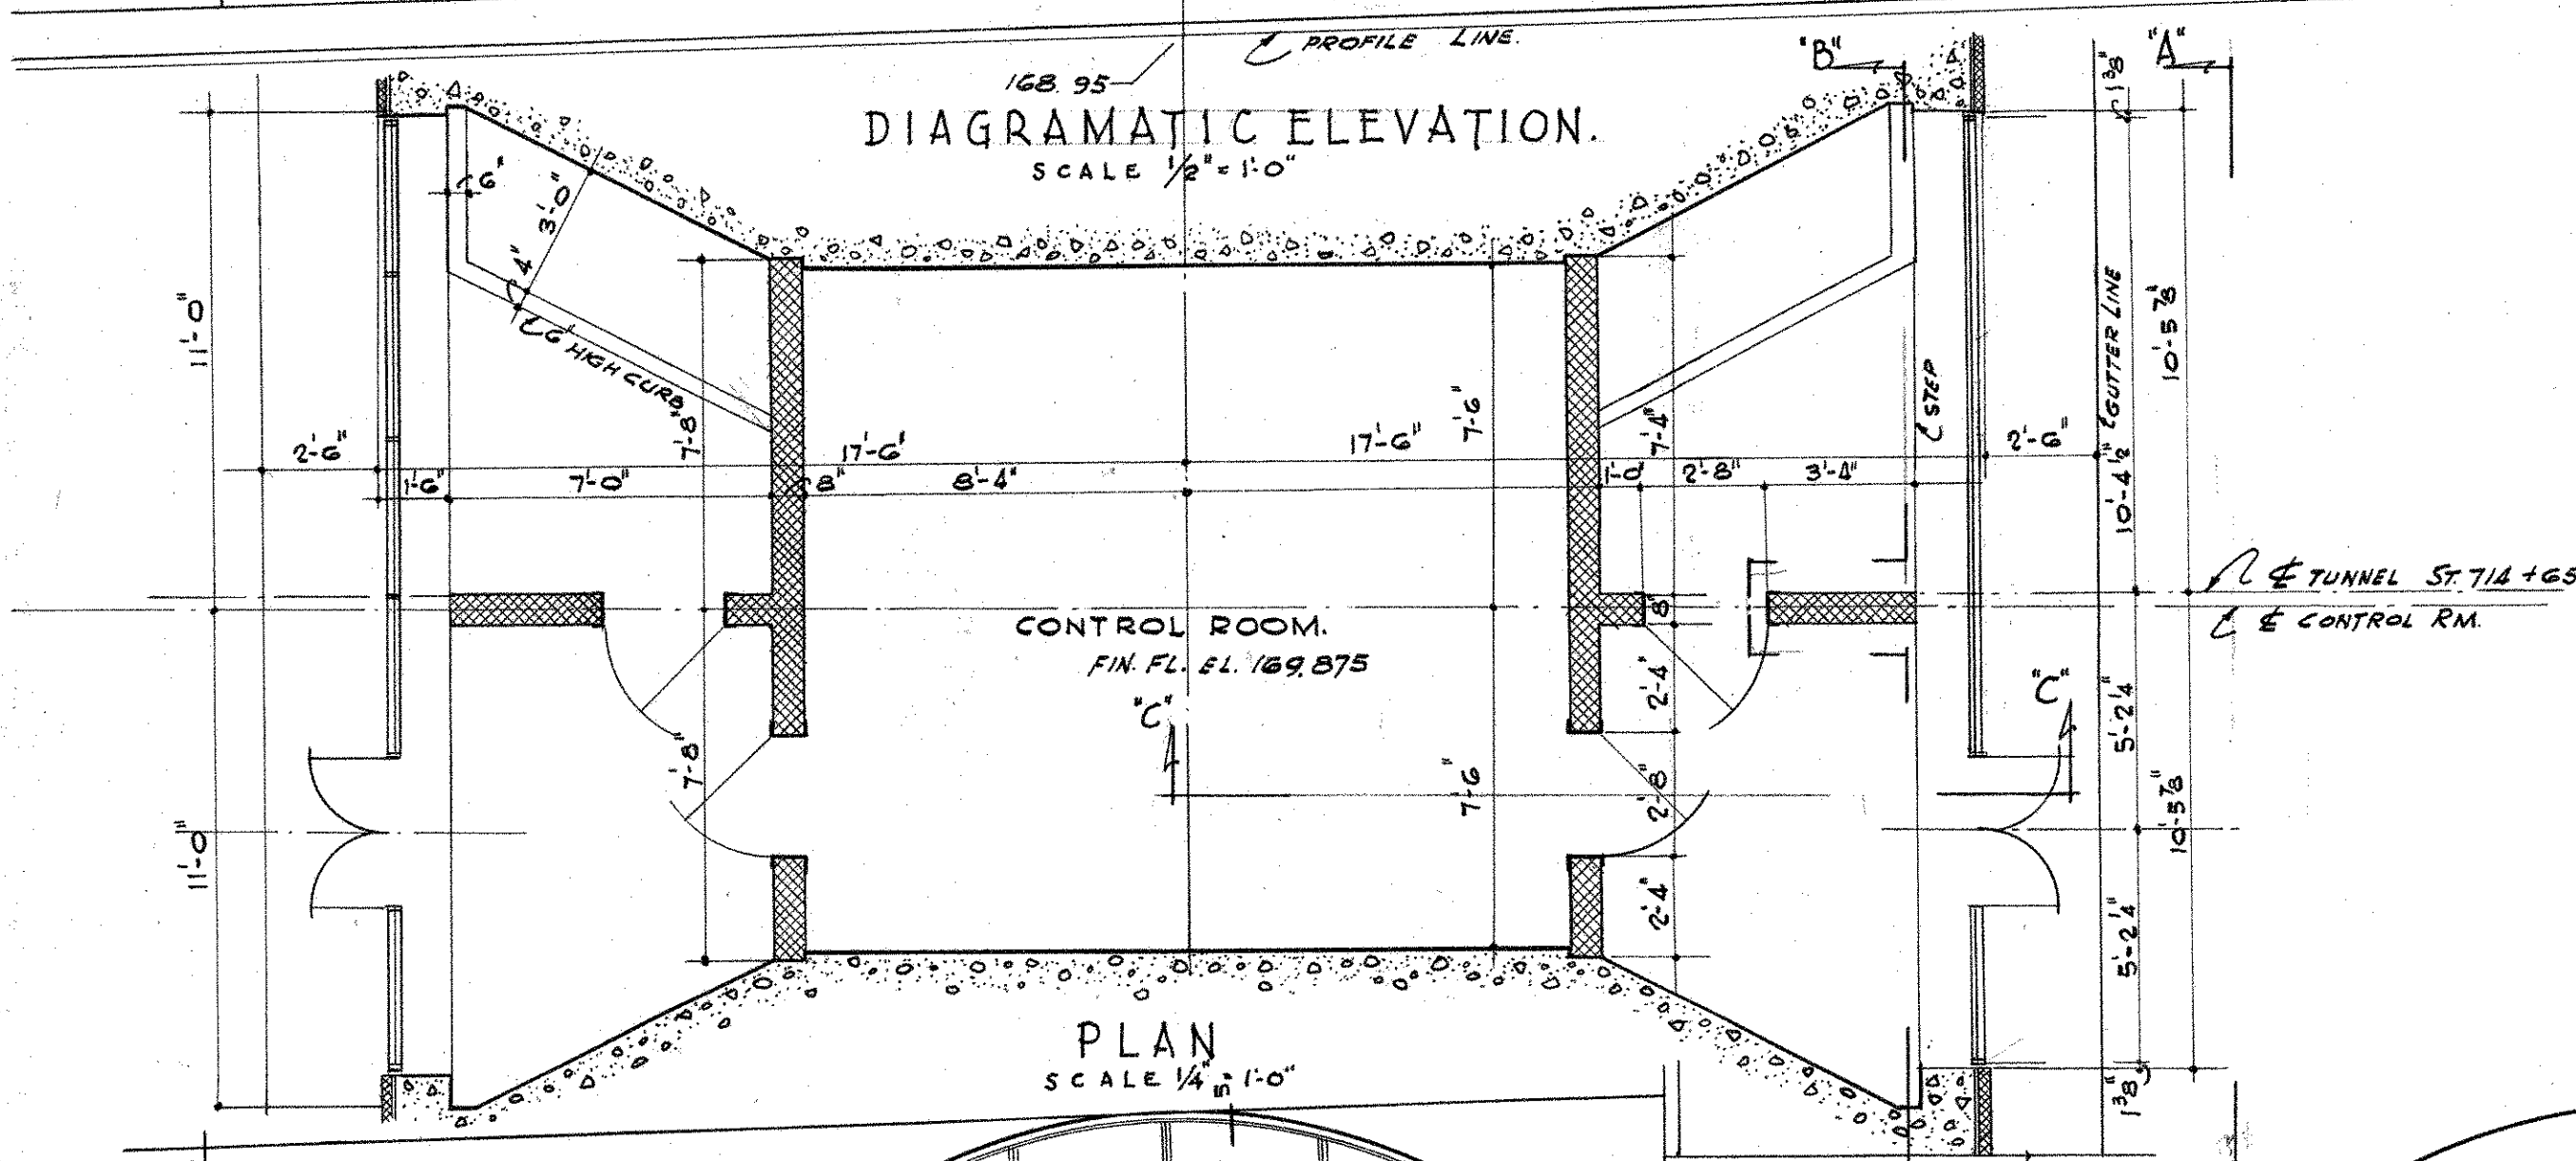 PROFILE LINE.
168.95
DIAGRAMATIC ELEVATION.
SCALE 1/2" = 1'-0"
"B"
"A"
1 3/8"
6"
3'-0"
4"
6" HIGH CURB
11'-0"
7'-8"
7'-6"
7'-4"
STEP
GUTTER LINE
10'-4 1/2"
10'-5 7/8"
2'-6"
17'-6"
17'-6"
2'-6"
1'-6"
7'-0"
8"
8'-4"
1'-0"
2'-8"
3'-4"
℄ TUNNEL ST. 714+65
℄ CONTROL RM.
8"
CONTROL ROOM.
FIN. FL. EL. 169.875
"C"
"C"
2'-4"
5'-2 1/4"
11'-0"
7'-8"
7'-6"
2'-8"
10'-5 7/8"
2'-4"
5'-2 1/4"
PLAN
SCALE 1/4" = 1'-0"
1 3/8"